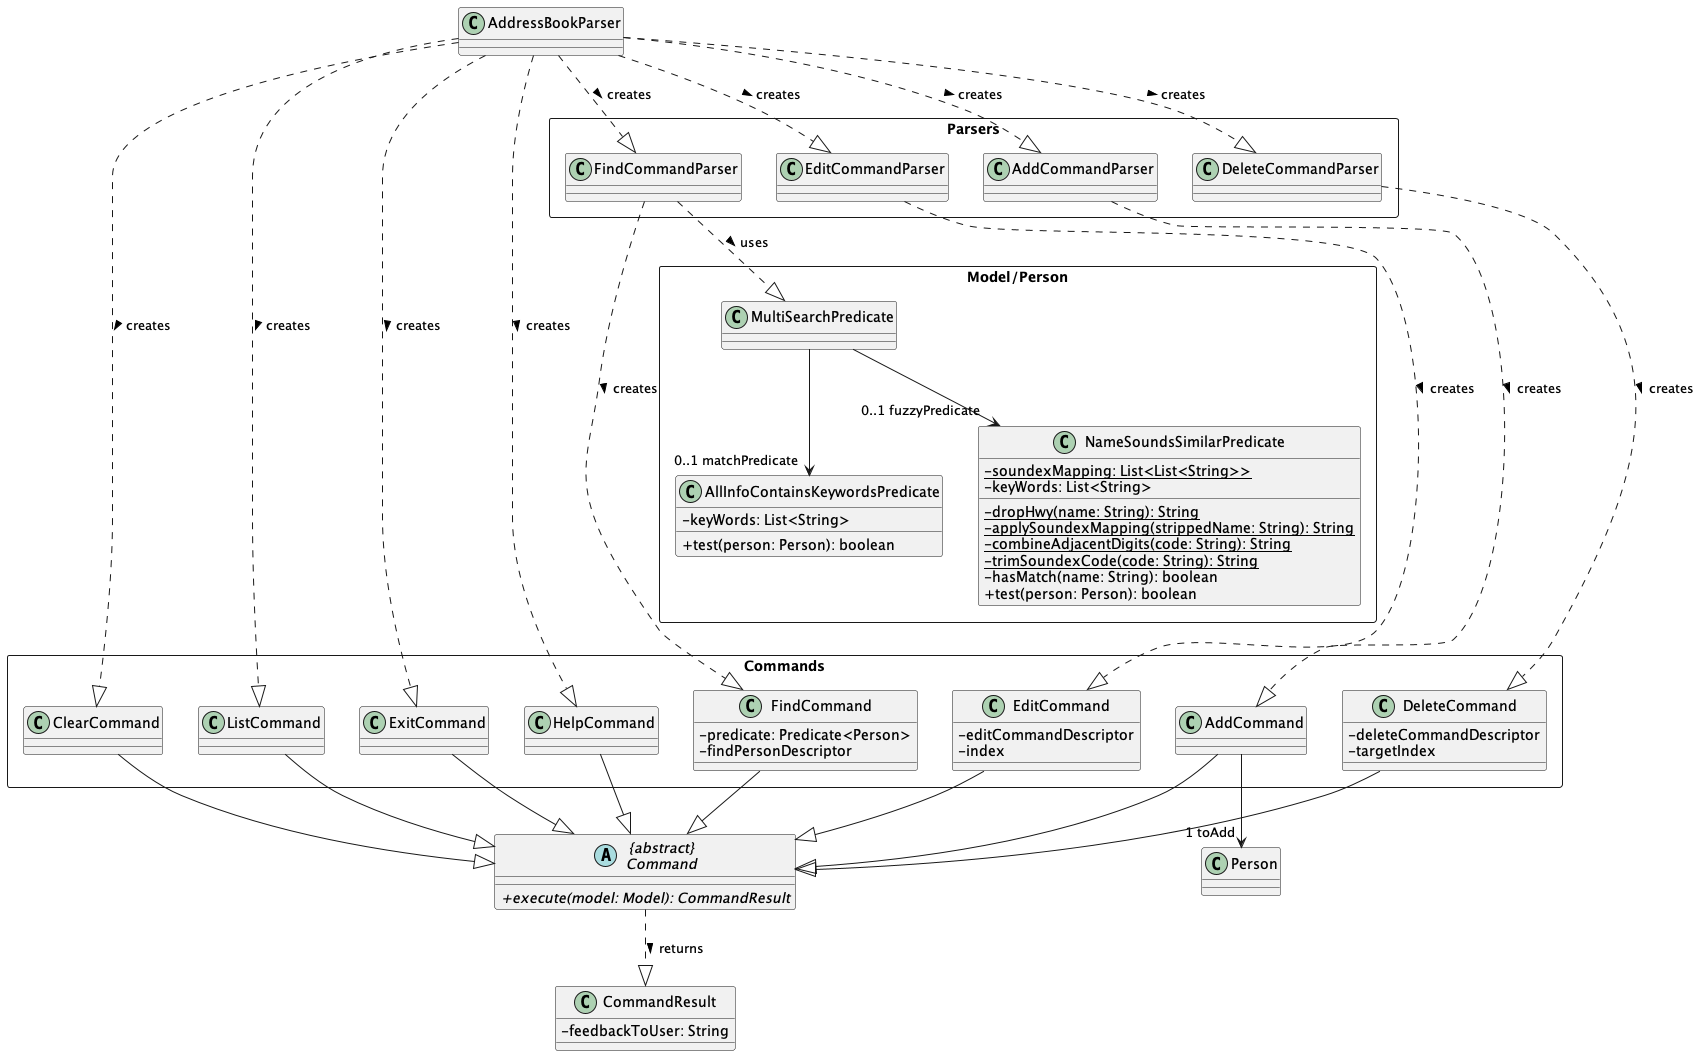 C AddressBookParser
creates
creates
creates
creates
Parsers
C FindCommandParser
C EditCommandParser
C AddCommandParser
C DeleteCommandParser
uses
Model/Person
C MultiSearchPredicate
creates
creates
creates
creates
creates
creates
creates
creates
0..1 fuzzyPredicate
0..1 matchPredicate
C AllInfoContainsKeywordsPredicate
-keyWords: List<String>
+test(person: Person): boolean
C NameSoundsSimilarPredicate
-soundexMapping: List<List<String>>
-keyWords: List<String>
-dropHwy(name: String): String
-applySoundexMapping(strippedName: String): String
-combineAdjacentDigits(code: String): String
-trimSoundexCode(code: String): String
-hasMatch(name: String): boolean
+test(person: Person): boolean
Commands
C ClearCommand
C ListCommand
C ExitCommand
C HelpCommand
C FindCommand
-predicate: Predicate<Person>
-findPersonDescriptor
C EditCommand
-editCommandDescriptor
-index
C AddCommand
C DeleteCommand
-deleteCommandDescriptor
-targetIndex
1 toAdd
A {abstract}
Command
+execute(model: Model): CommandResult
C Person
returns
C CommandResult
-feedbackToUser: String